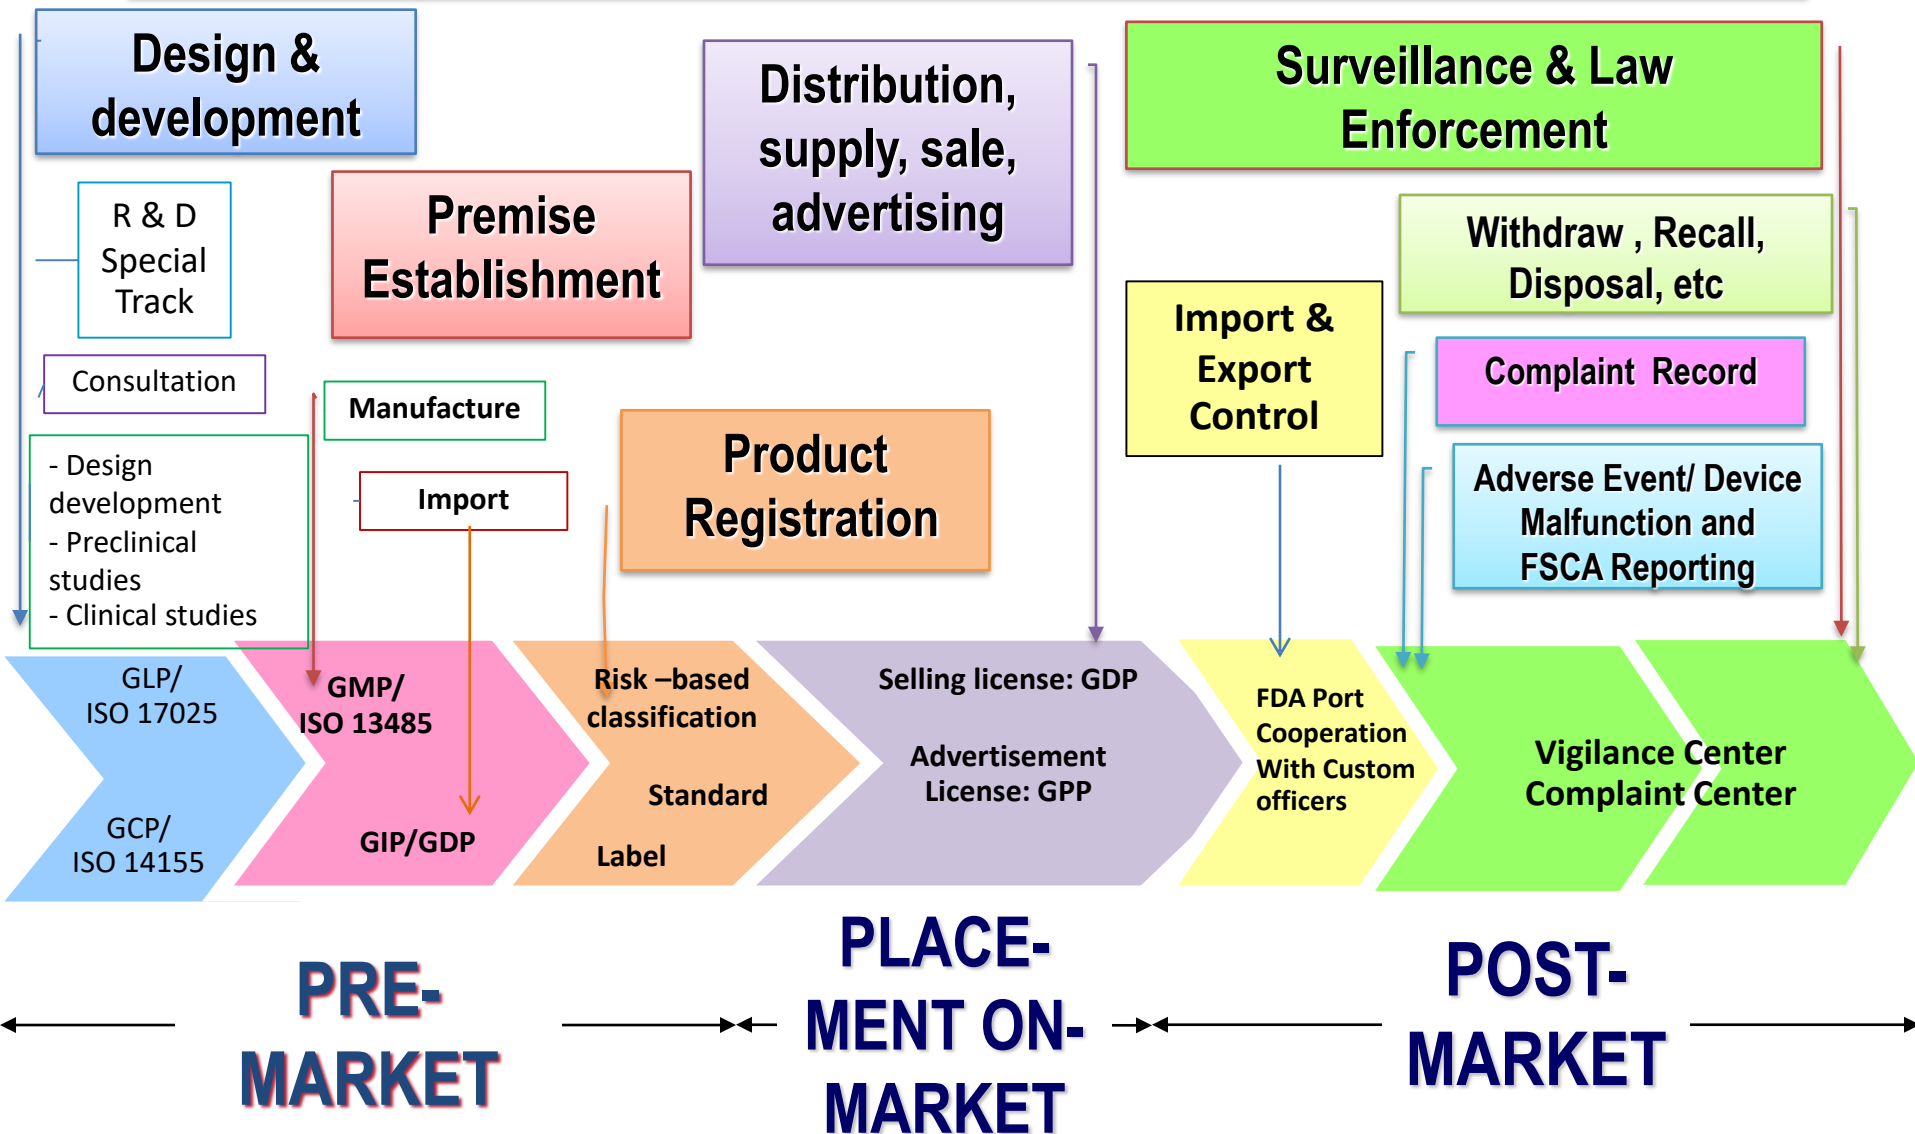 Design &
development
R & D
Special
Track
Consultation
- Design
development
- Preclinical
studies
- Clinical studies
Premise
Establishment
Manufacture
Import
Distribution,
supply, sale,
advertising
Product
Registration
Surveillance & Law
Enforcement
Import &
Export
Control
Withdraw , Recall,
Disposal, etc
Complaint Record
Adverse Event/ Device
Malfunction and
FSCA Reporting
GLP/
ISO 17025
GCP/
ISO 14155
GMP/
ISO 13485
GIP/GDP
Risk –based
classification
Standard
Label
Selling license: GDP
Advertisement
License: GPP
FDA Port
Cooperation
With Custom
officers
Vigilance Center
Complaint Center
PRE-
MARKET
PLACE-
MENT ON-
MARKET
POST-
MARKET